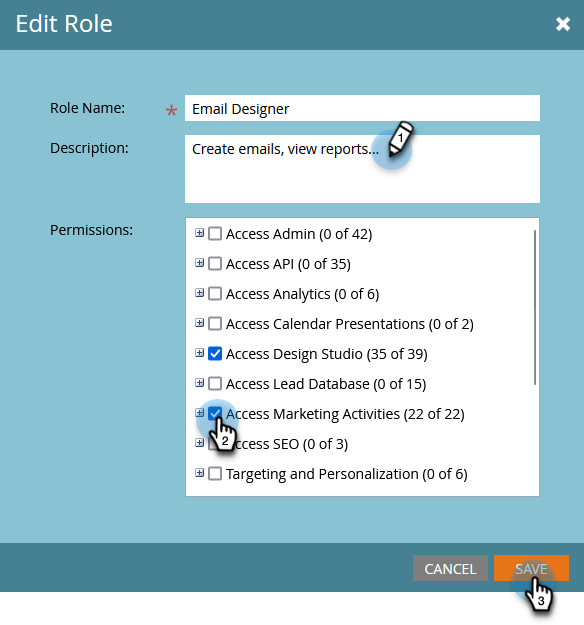 Edit Role
Role Name: * Email Designer
Description: Create emails, view reports...
1
Permissions:
Access Admin (0 of 42)
Access API (0 of 35)
Access Analytics (0 of 6)
Access Calendar Presentations (0 of 2)
Access Design Studio (35 of 39)
Access Lead Database (0 of 15)
Access Marketing Activities (22 of 22)
2
Access SEO (0 of 3)
Targeting and Personalization (0 of 6)
CANCEL SAVE
3